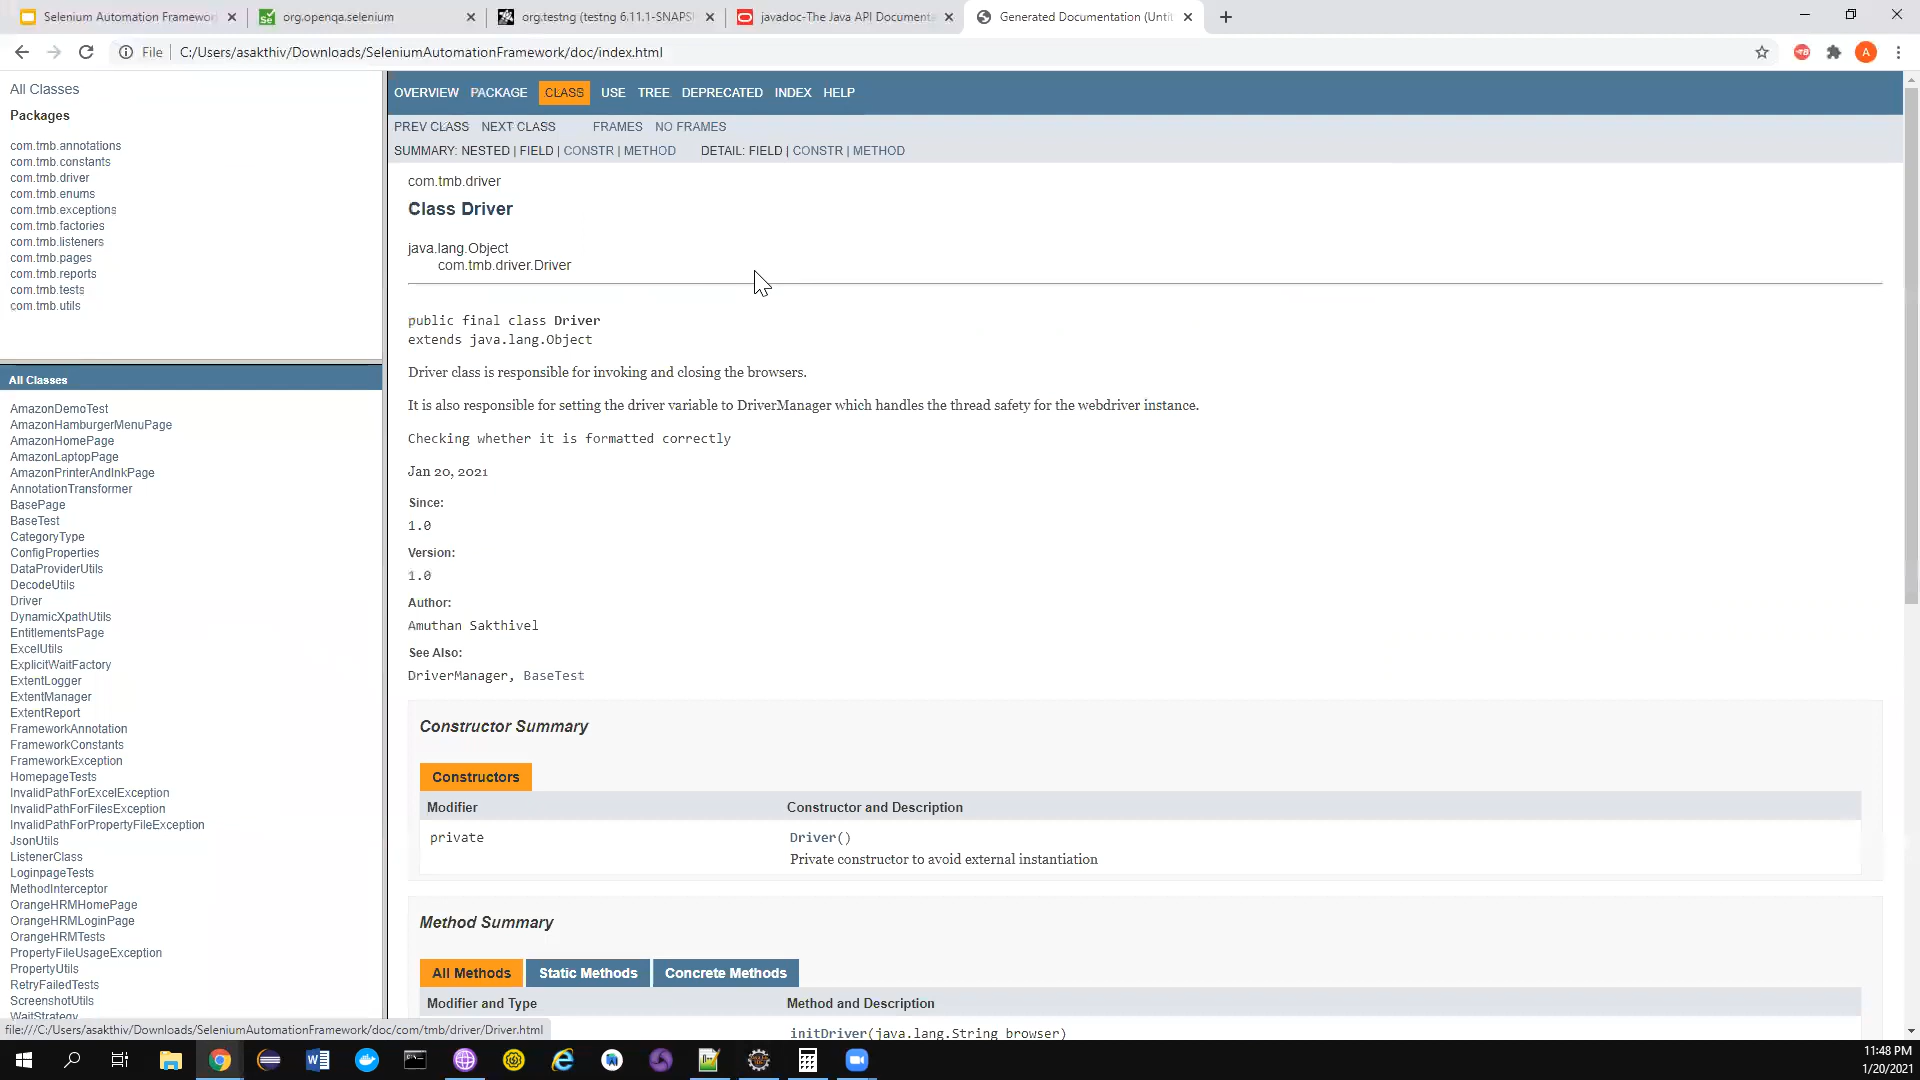 Selenium Automation Framewor
org.openqa.selenium
org.testng (testng 6.11.1-SNAPS
javadoc-The Java API Documenta
Generated Documentation (Unti
File
C:/Users/asakthiv/Downloads/SeleniumAutomationFramework/doc/index.html
A
All Classes
Packages
com.tmb.annotations
com.tmb.constants
com.tmb.driver
com.tmb.enums
com.tmb.exceptions
com.tmb.factories
com.tmb.listeners
com.tmb.pages
com.tmb.reports
com.tmb.tests
com.tmb.utils
All Classes
AmazonDemoTest
AmazonHamburgerMenuPage
AmazonHomePage
AmazonLaptopPage
AmazonPrinterAndInkPage
AnnotationTransformer
BasePage
BaseTest
CategoryType
ConfigProperties
DataProviderUtils
DecodeUtils
Driver
DynamicXpathUtils
EntitlementsPage
ExcelUtils
ExplicitWaitFactory
ExtentLogger
ExtentManager
ExtentReport
FrameworkAnnotation
FrameworkConstants
FrameworkException
HomepageTests
InvalidPathForExcelException
InvalidPathForFilesException
InvalidPathForPropertyFileException
JsonUtils
ListenerClass
LoginpageTests
MethodInterceptor
OrangeHRMHomePage
OrangeHRMLoginPage
OrangeHRMTests
PropertyFileUsageException
PropertyUtils
RetryFailedTests
ScreenshotUtils
WaitStrategy
file:///C:/Users/asakthiv/Downloads/SeleniumAutomationFramework/doc/com/tmb/driver/Driver.html
OVERVIEW PACKAGE CLASS USE TREE DEPRECATED INDEX HELP
PREV CLASS NEXT CLASS FRAMES NO FRAMES
SUMMARY: NESTED | FIELD | CONSTR | METHOD DETAIL: FIELD | CONSTR | METHOD
com.tmb.driver
Class Driver
java.lang.Object
com.tmb.driver.Driver
public final class Driver
extends java.lang.Object
Driver class is responsible for invoking and closing the browsers.
It is also responsible for setting the driver variable to DriverManager which handles the thread safety for the webdriver instance.
Checking whether it is formatted correctly
Jan 20, 2021
Since:
1.0
Version:
1.0
Author:
Amuthan Sakthivel
See Also:
DriverManager, BaseTest
Constructor Summary
Constructors
Modifier Constructor and Description
private Driver()
Private constructor to avoid external instantiation
Method Summary
All Methods Static Methods Concrete Methods
Modifier and Type Method and Description
initDriver(java.lang.String browser)
11:48 PM
1/20/2021